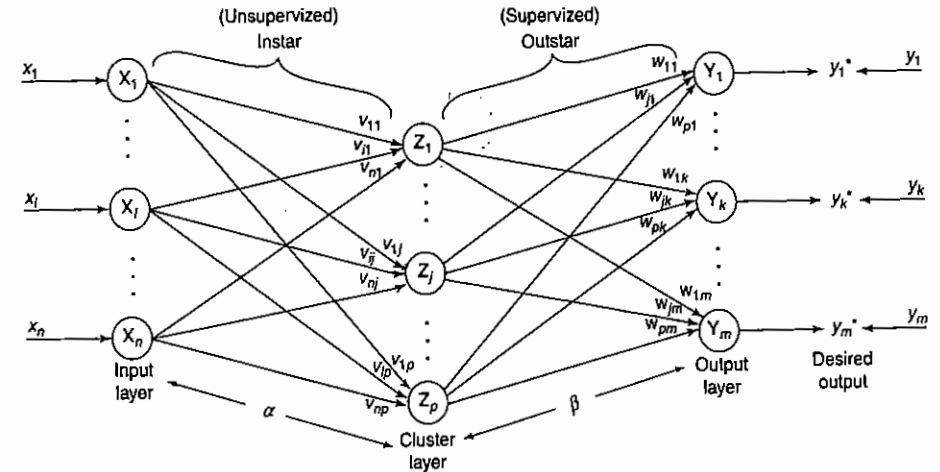 (Unsupervized)
Instar
(Supervized)
Outstar
x1
X1
v11
vi1
vn1
Z1
w11
wj1
wp1
Y1
y1*
y1
xi
Xi
vij
v1j
vnj
Zj
w1k
wjk
wpk
Yk
yk*
yk
xn
Xn
vip
v1p
vnp
Zp
w1m
wjm
wpm
Ym
ym*
ym
Input
layer
α
Cluster
layer
β
Output
layer
Desired
output